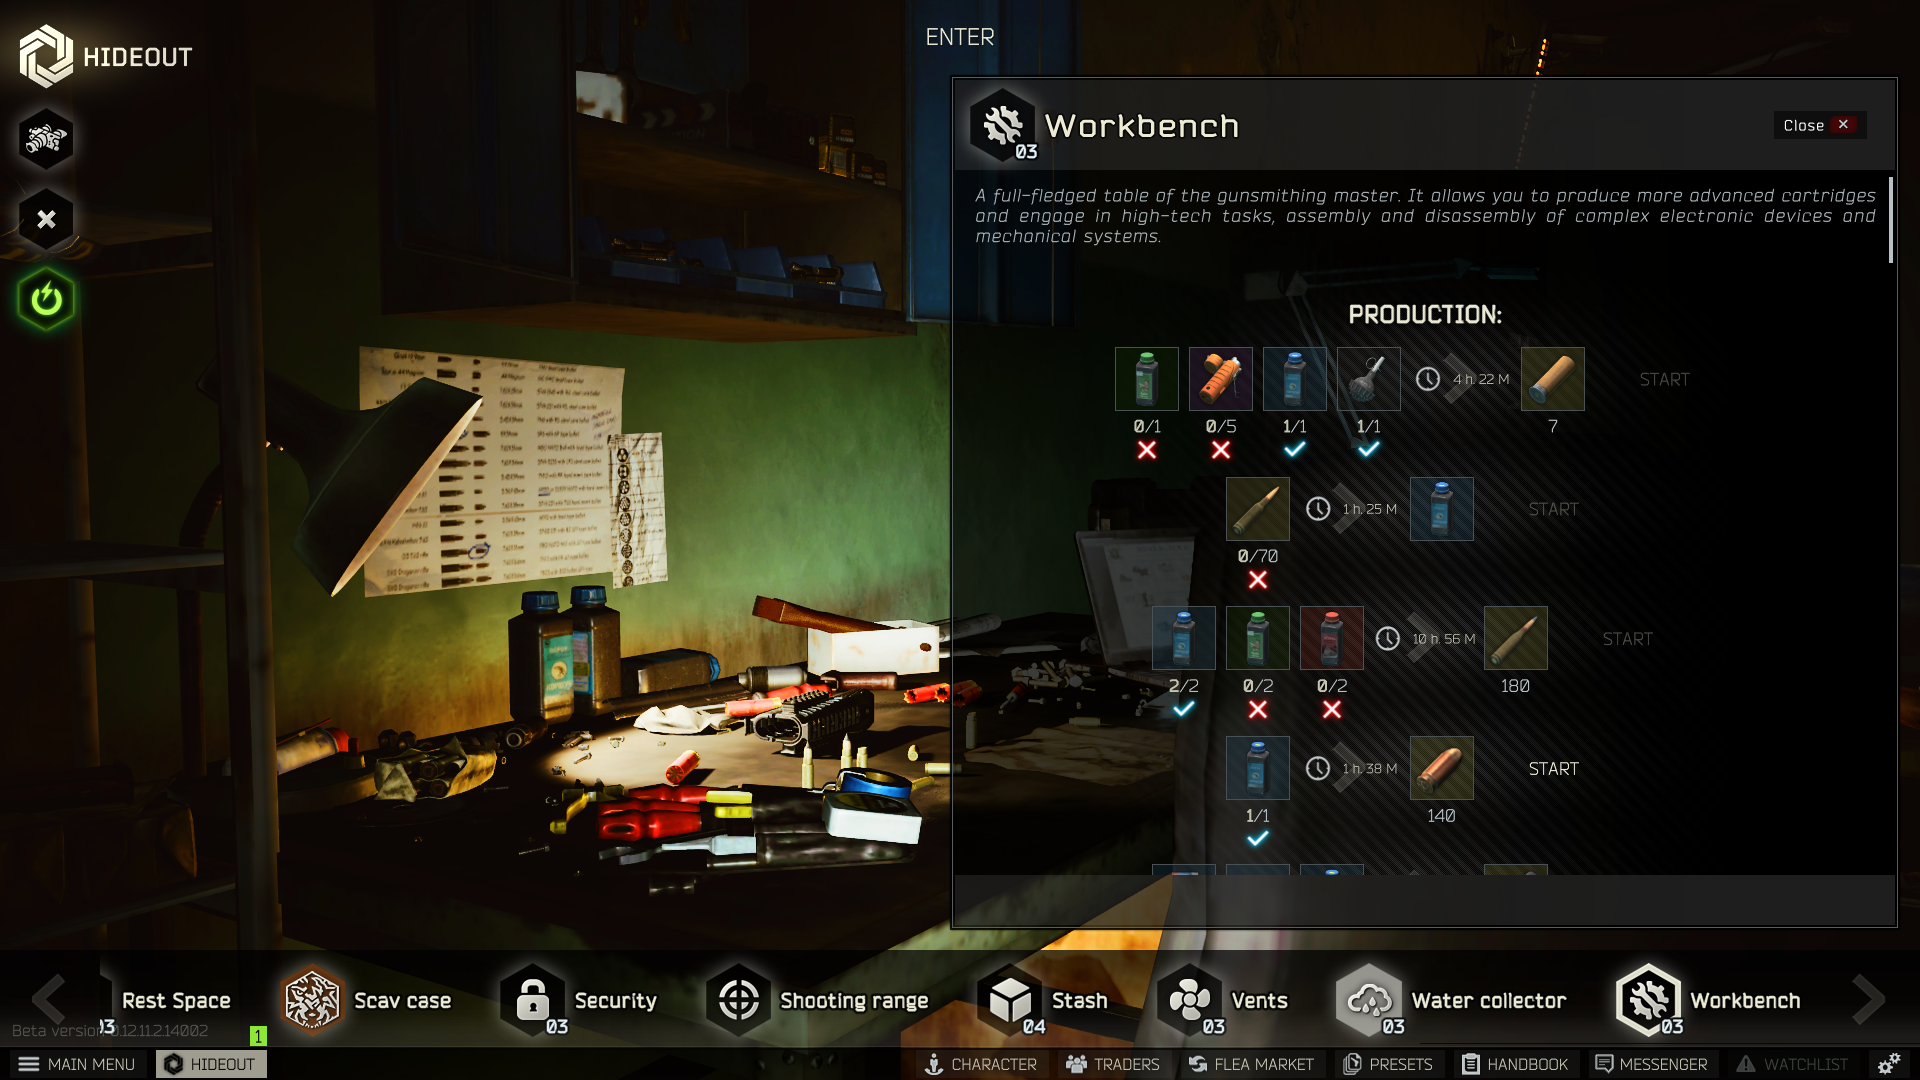 HIDEOUT
ENTER
Workbench
03
Close
A full-fledged table of the gunsmithing master. It allows you to produce more advanced cartridges
and engage in high-tech tasks, assembly and disassembly of complex electronic devices and
mechanical systems.
PRODUCTION:
4 h. 22 M
START
0/1
0/5
1/1
1/1
7
1 h. 25 M
START
0/70
10 h. 56 M
START
2/2
0/2
0/2
180
1 h. 38 M
START
1/1
140
Rest Space
03
Scav case
Security
03
Shooting range
Stash
04
Vents
03
Water collector
03
Workbench
03
Beta version 0.12.11.2.14002
1
MAIN MENU
HIDEOUT
CHARACTER
TRADERS
FLEA MARKET
PRESETS
HANDBOOK
MESSENGER
WATCHLIST